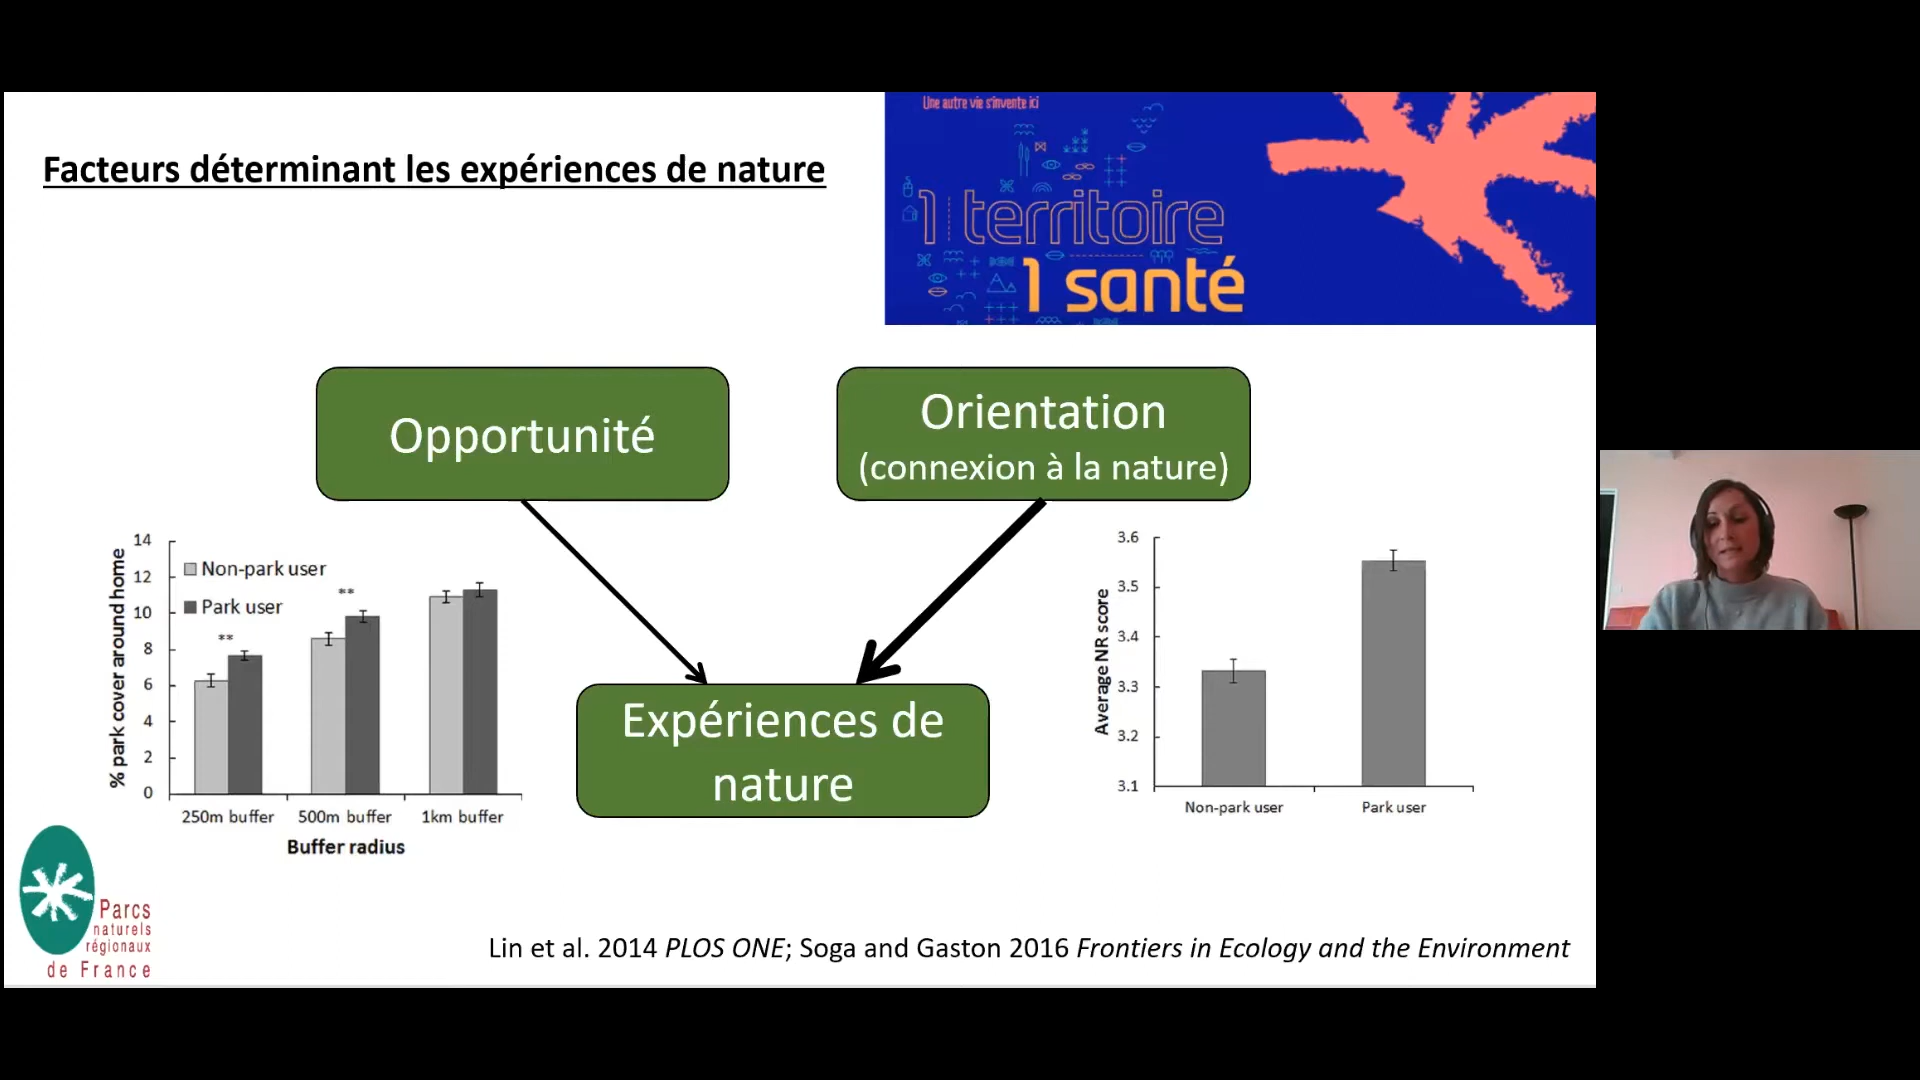 Une autre vie s'invente ici
Facteurs déterminant les expériences de nature
1 territoire
1 santé
Opportunité
Orientation
(connexion à la nature)
Expériences de
nature
% park cover around home
14
12
10
8
6
4
2
0
Non-park user
Park user
**
**
250m buffer 500m buffer 1km buffer
Buffer radius
Average NR score
3.6
3.5
3.4
3.3
3.2
3.1
Non-park user Park user
Parcs
naturels
régionaux
de France
Lin et al. 2014 PLOS ONE; Soga and Gaston 2016 Frontiers in Ecology and the Environment